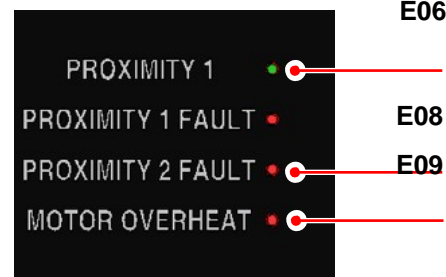 E06
PROXIMITY 1
PROXIMITY 1 FAULT
E08
PROXIMITY 2 FAULT
E09
MOTOR OVERHEAT